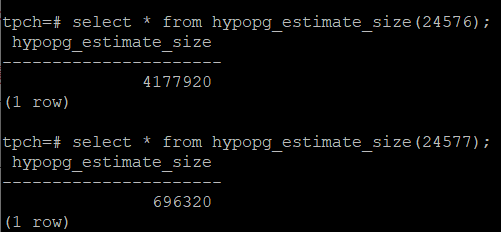 tpch=# select * from hypopg_estimate_size(24576);
 hypopg_estimate_size
----------------------
              4177920
(1 row)

tpch=# select * from hypopg_estimate_size(24577);
 hypopg_estimate_size
----------------------
               696320
(1 row)